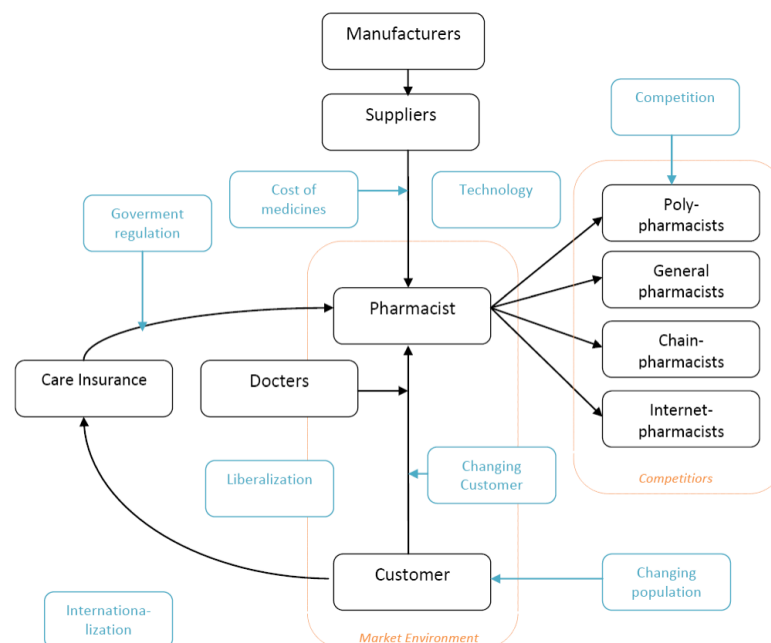 Manufacturers
Suppliers
Competition
Cost of
medicines
Technology
Goverment
regulation
Poly-
pharmacists
General
pharmacists
Pharmacist
Chain-
pharmacists
Care Insurance
Docters
Internet-
pharmacists
Liberalization
Changing
Customer
Competitiors
Customer
Changing
population
Internationa-
lization
Market Environment